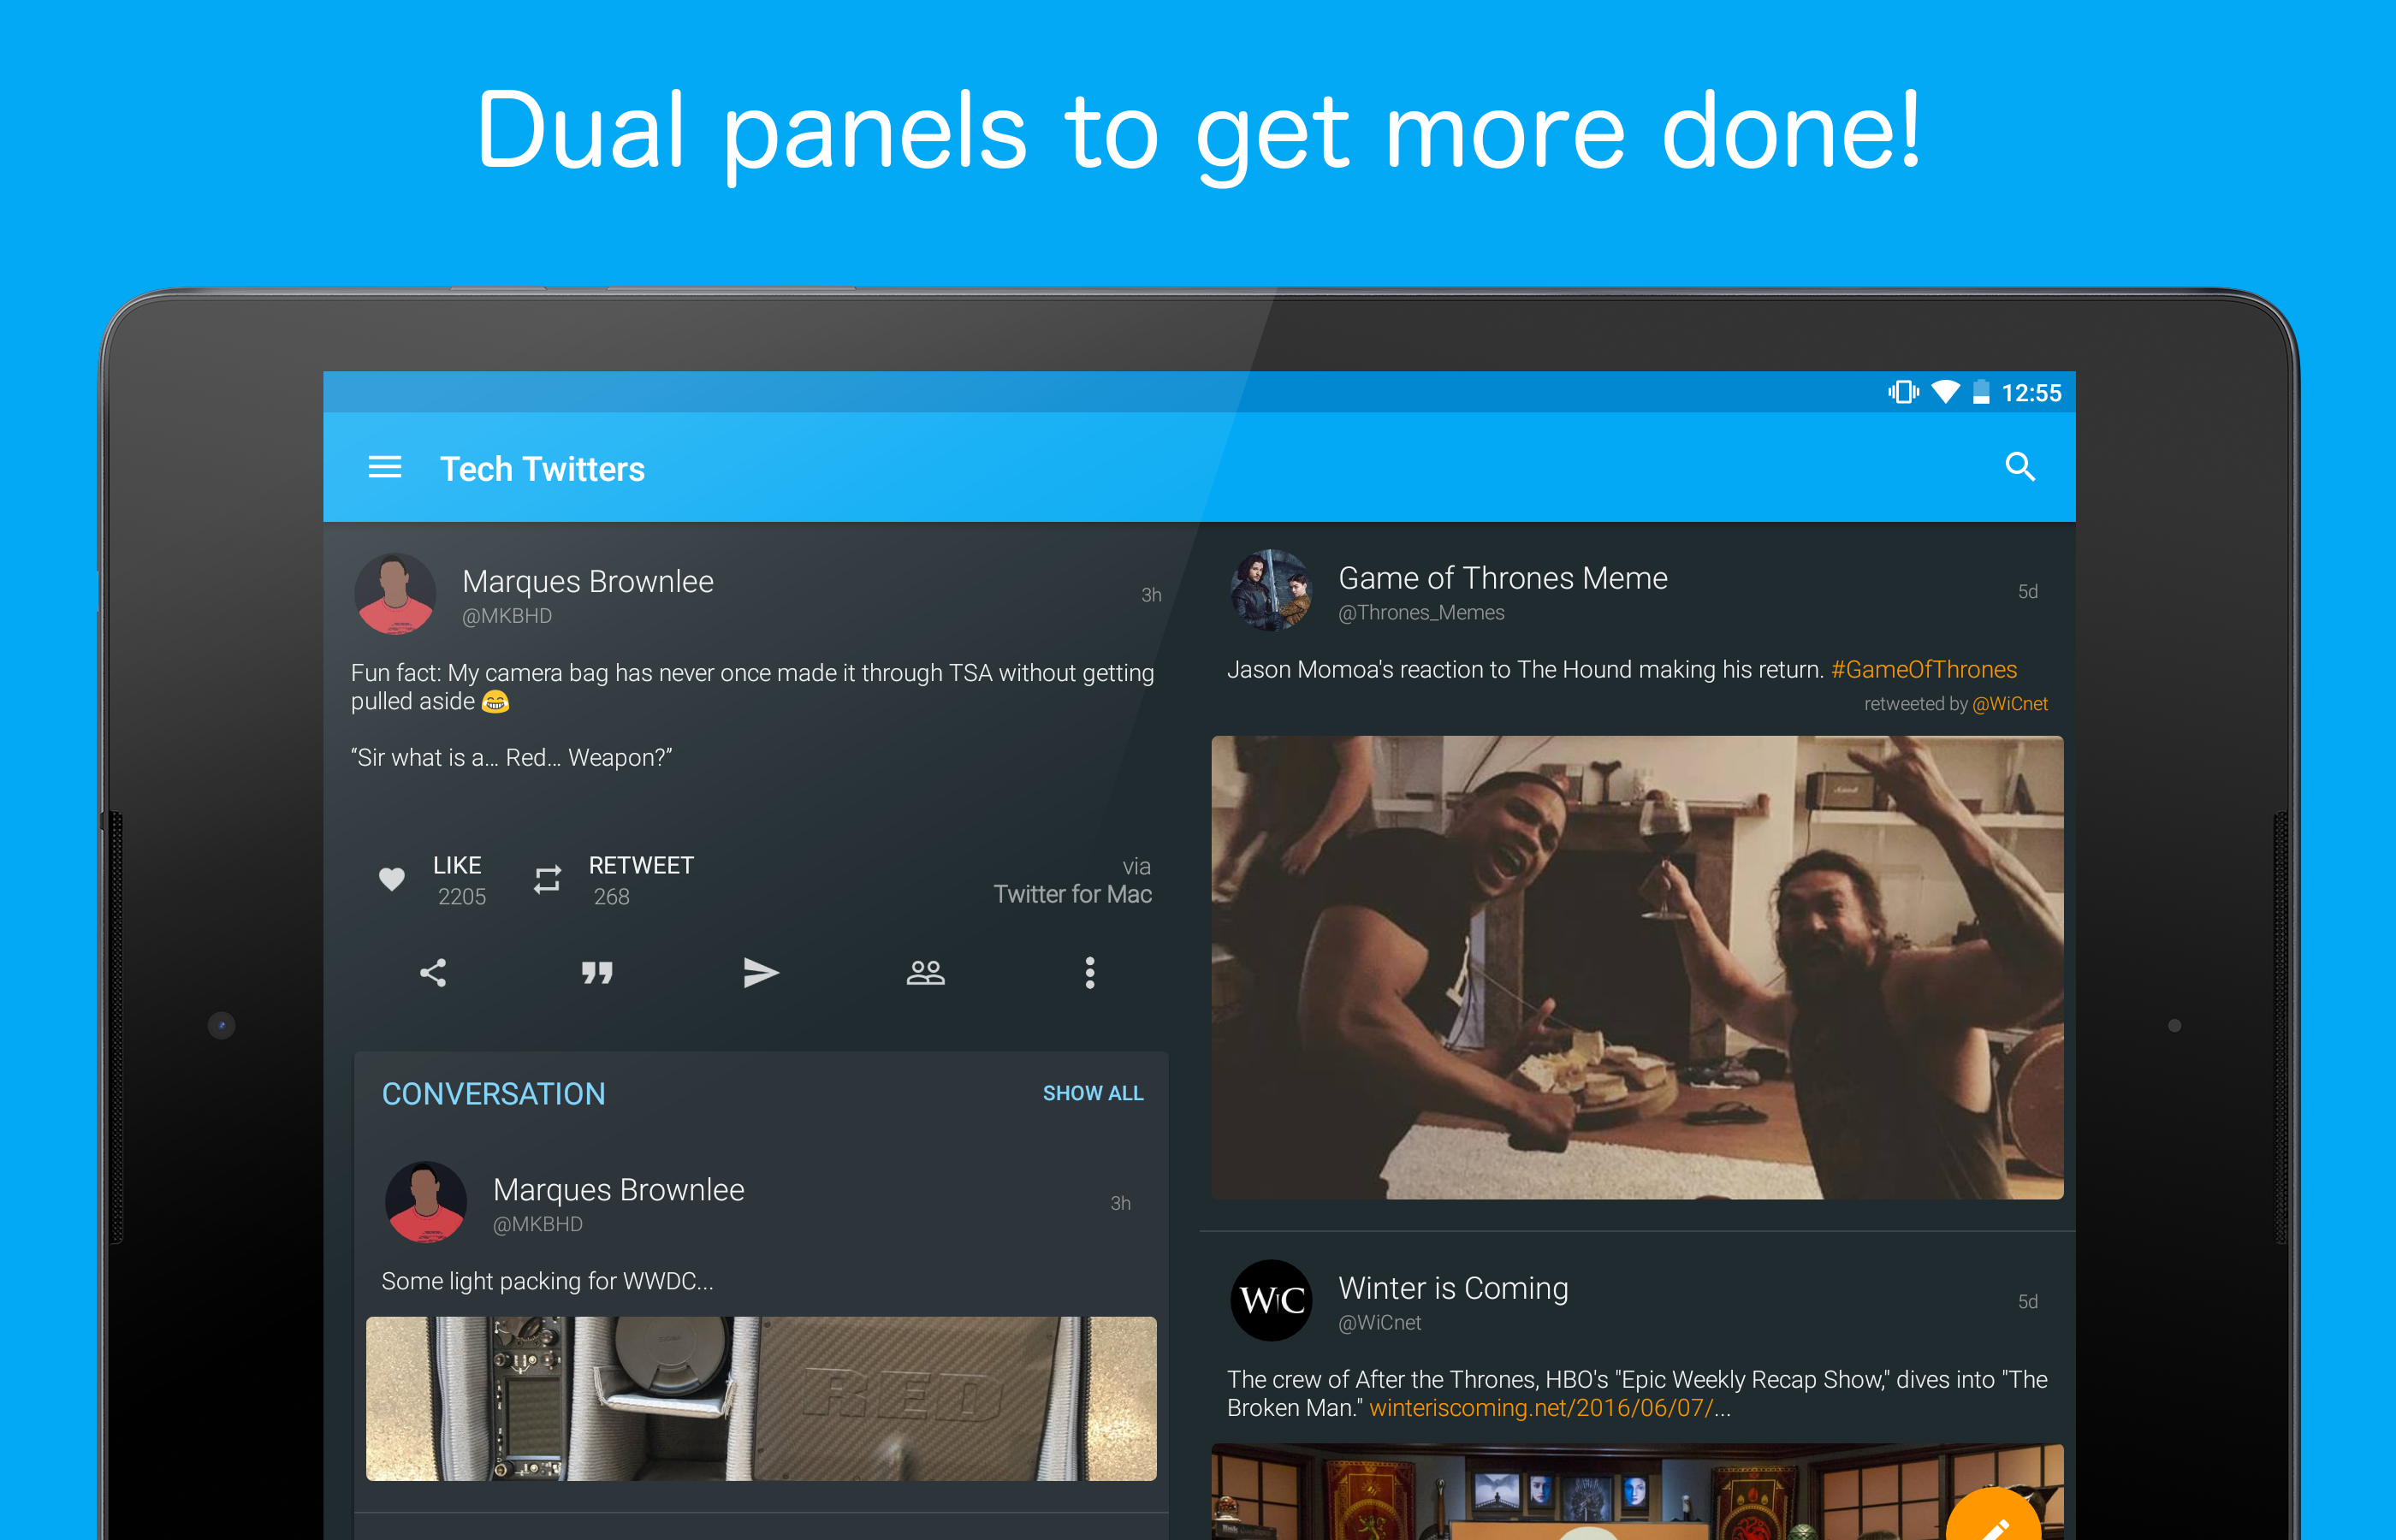 Dual panels to get more done!
12:55
Tech Twitters
Marques Brownlee
@MKBHD
3h
Fun fact: My camera bag has never once made it through TSA without getting
pulled aside 😂
“Sir what is a... Red... Weapon?”
LIKE
2205
RETWEET
268
via
Twitter for Mac
CONVERSATION
SHOW ALL
Marques Brownlee
@MKBHD
3h
Some light packing for WWDC...
RED
Game of Thrones Meme
@Thrones_Memes
5d
Jason Momoa's reaction to The Hound making his return. #GameOfThrones
retweeted by @WiCnet
Marshall
WiC
Winter is Coming
@WiCnet
5d
The crew of After the Thrones, HBO's "Epic Weekly Recap Show," dives into "The
Broken Man." winteriscoming.net/2016/06/07/...